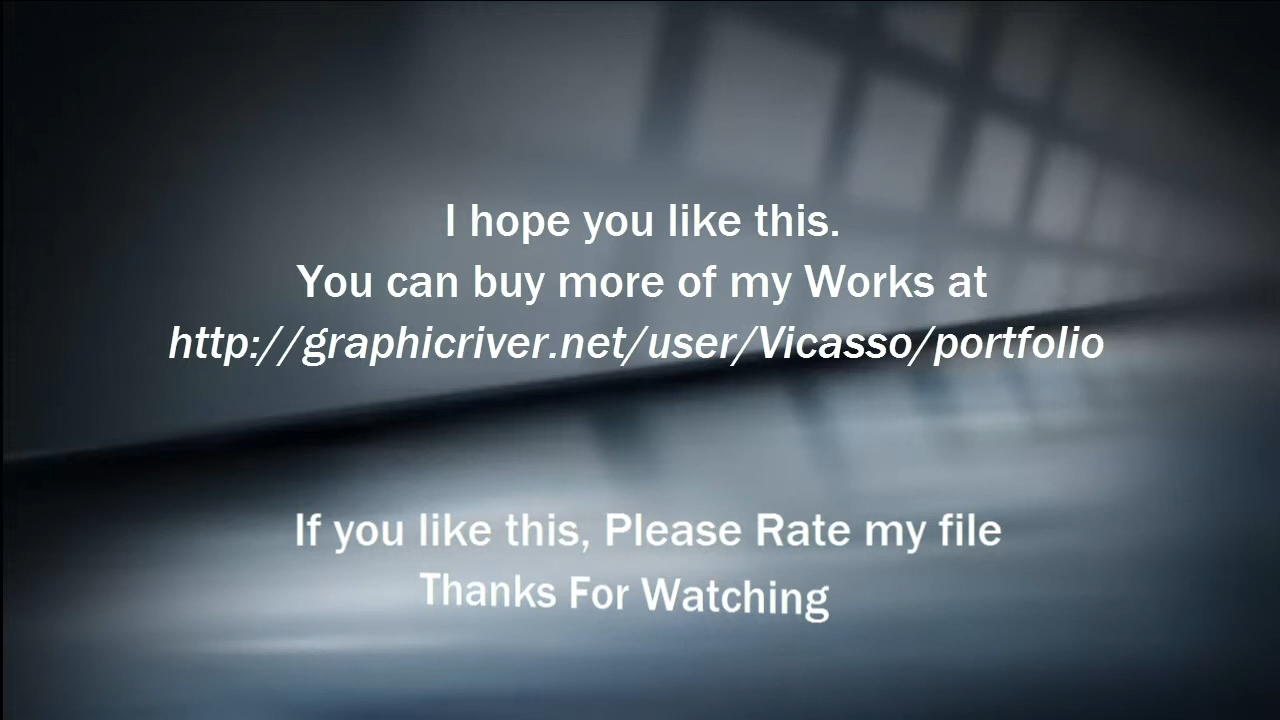 I hope you like this.
You can buy more of my Works at
http://graphicriver.net/user/Vicasso/portfolio
If you like this, Please Rate my file
Thanks For Watching